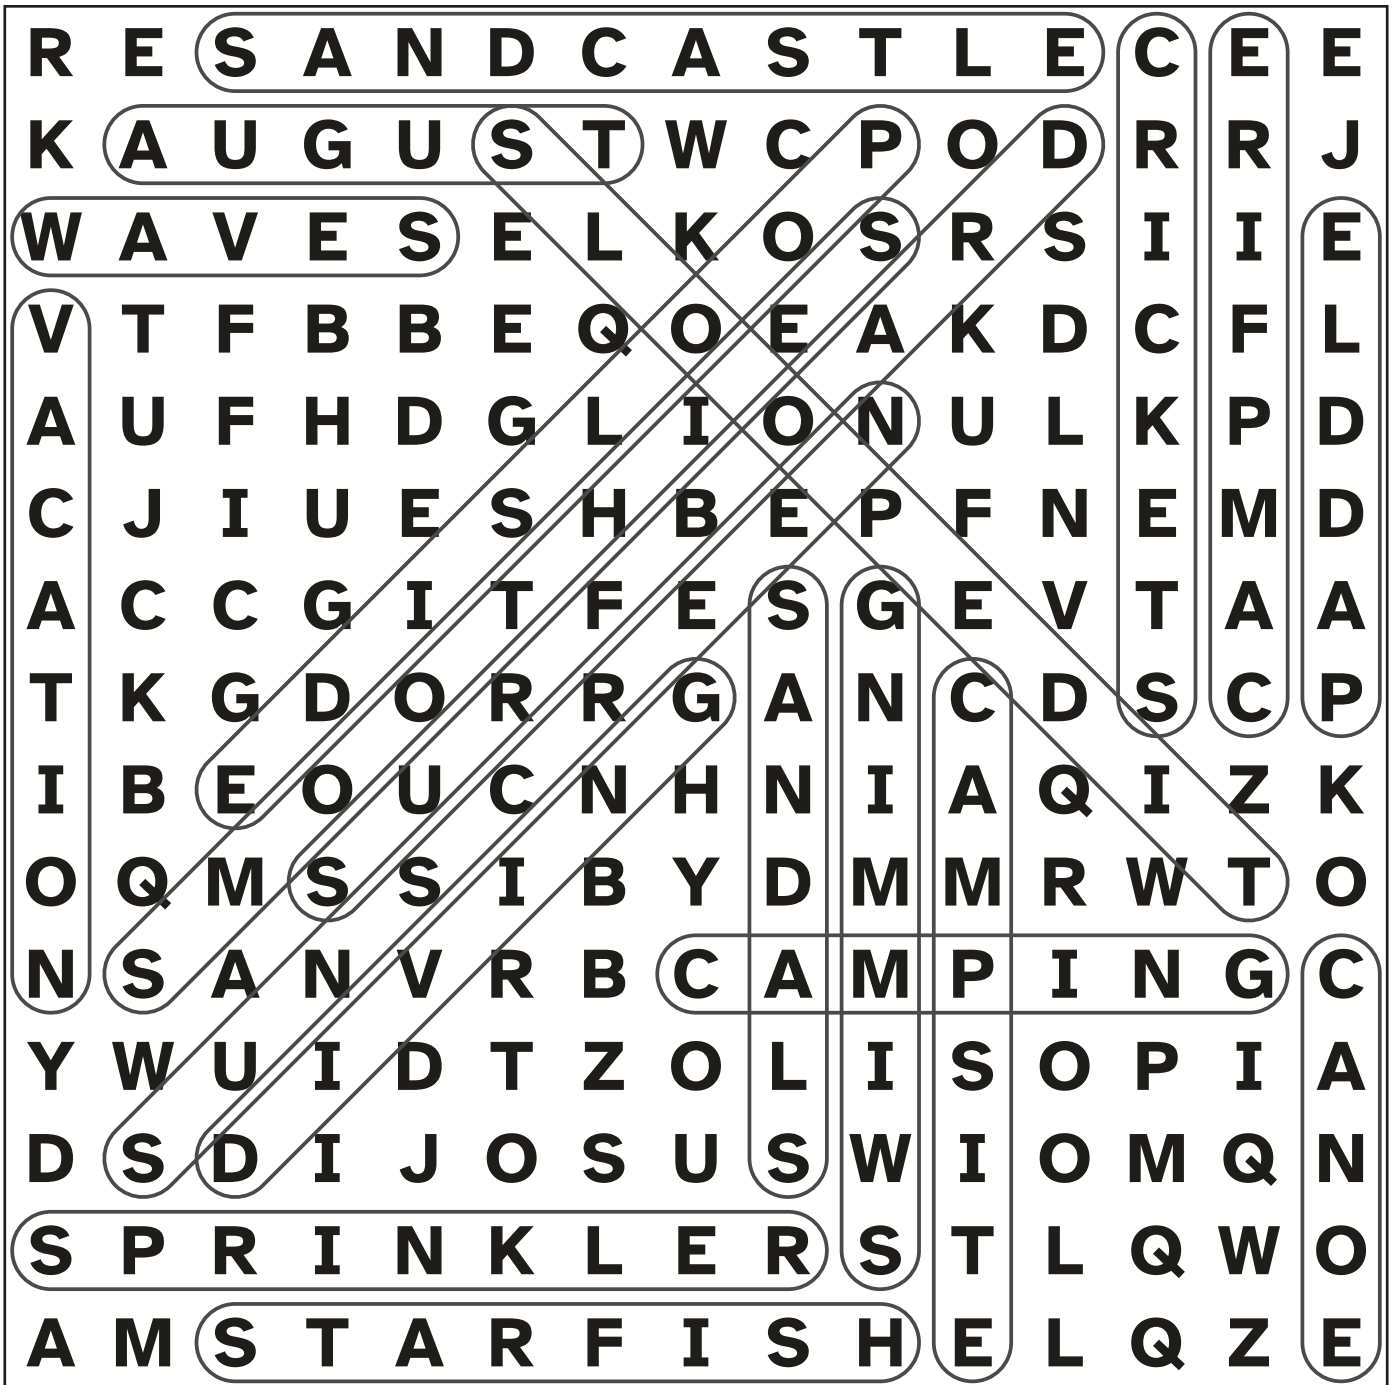 R E S A N D C A S T L E C E E
K A U G U S T W C P O D R R J
W A V E S E L K O S R S I I E
V T F B B E Q O E A K D C F L
A U F H D G L I O N U L K P D
C J I U E S H B E P F N E M D
A C C G I T F E S G E V T A A
T K G D O R R G A N C D S C P
I B E O U C N H N I A Q I Z K
O Q M S S I B Y D M M R W T O
N S A N V R B C A M P I N G C
Y W U I D T Z O L I S O P I A
D S D I J O S U S W I O M Q N
S P R I N K L E R S T L Q W O
A M S T A R F I S H E L Q Z E